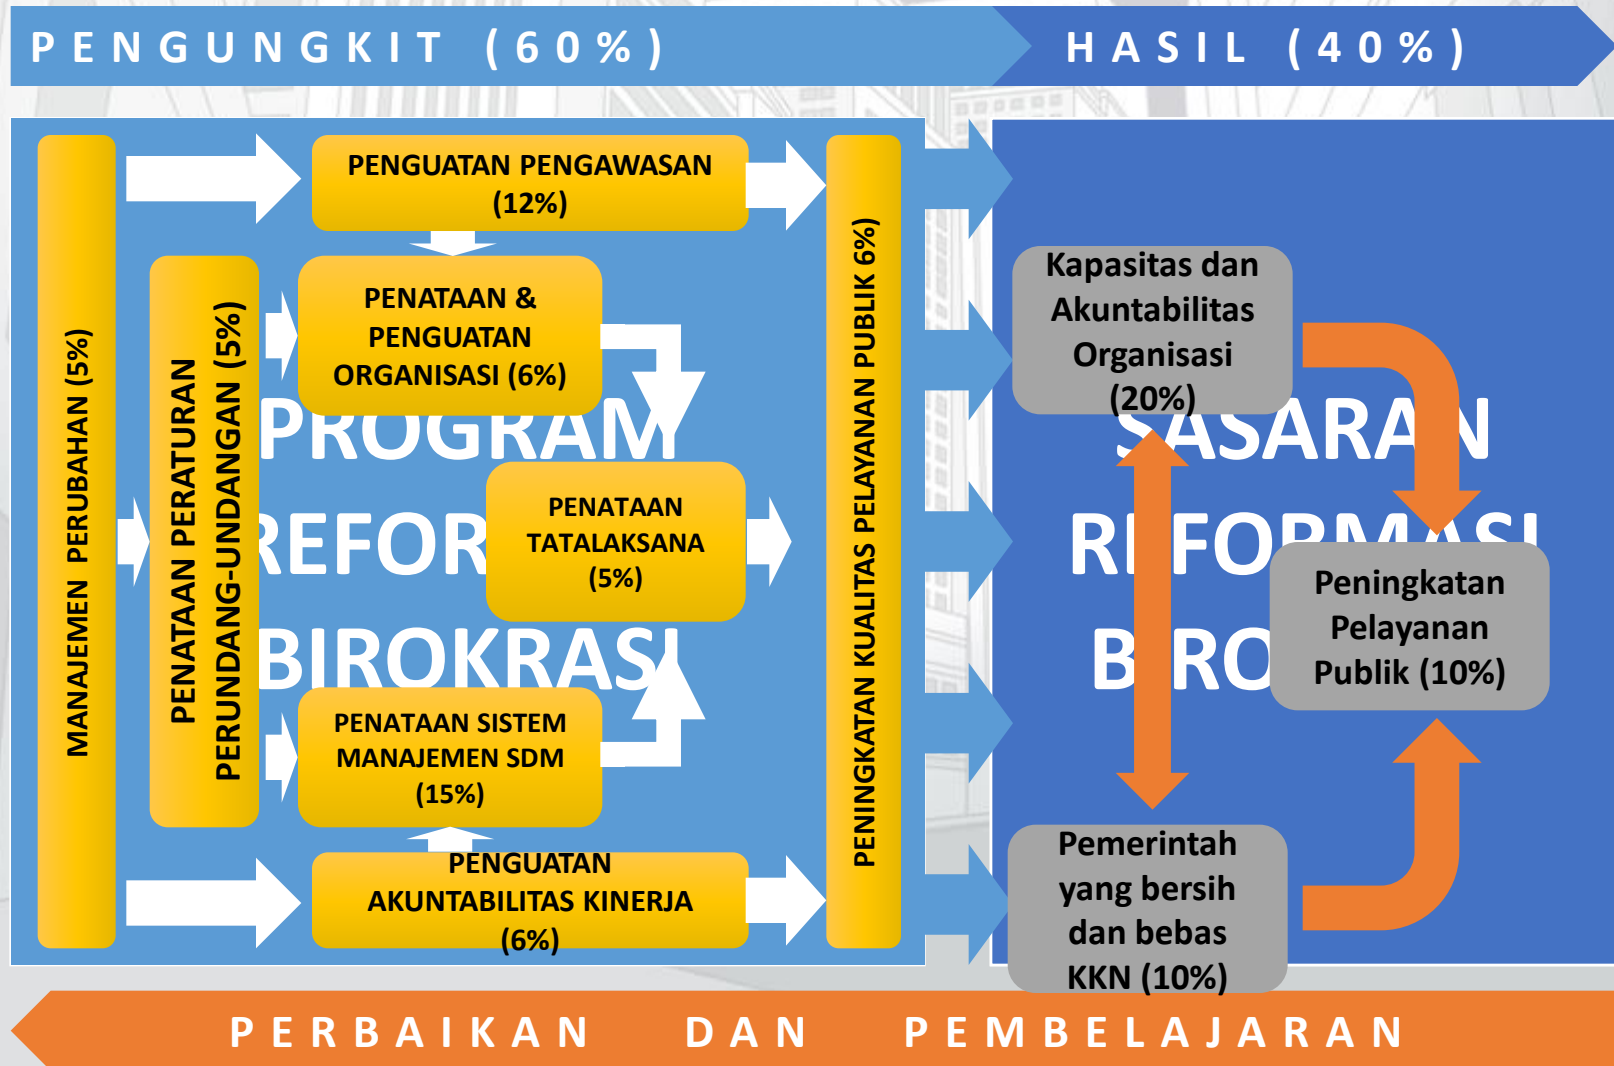 PENGUNGKIT (60%)
HASIL (40%)
MANAJEMEN PERUBAHAN (5%)
PENATAAN PERATURAN
PERUNDANG-UNDANGAN (5%)
PENGUATAN PENGAWASAN
(12%)
PENATAAN &
PENGUATAN
ORGANISASI (6%)
PROGRAM
REFOR
BIROKRASI
PENATAAN
TATALAKSANA
(5%)
PENATAAN SISTEM
MANAJEMEN SDM
(15%)
PENGUATAN
AKUNTABILITAS KINERJA
(6%)
PENINGKATAN KUALITAS PELAYANAN PUBLIK 6%)
SASARAN
REFORMASI
BIRO
Kapasitas dan
Akuntabilitas
Organisasi
(20%)
Peningkatan
Pelayanan
Publik (10%)
Pemerintah
yang bersih
dan bebas
KKN (10%)
PERBAIKAN DAN PEMBELAJARAN